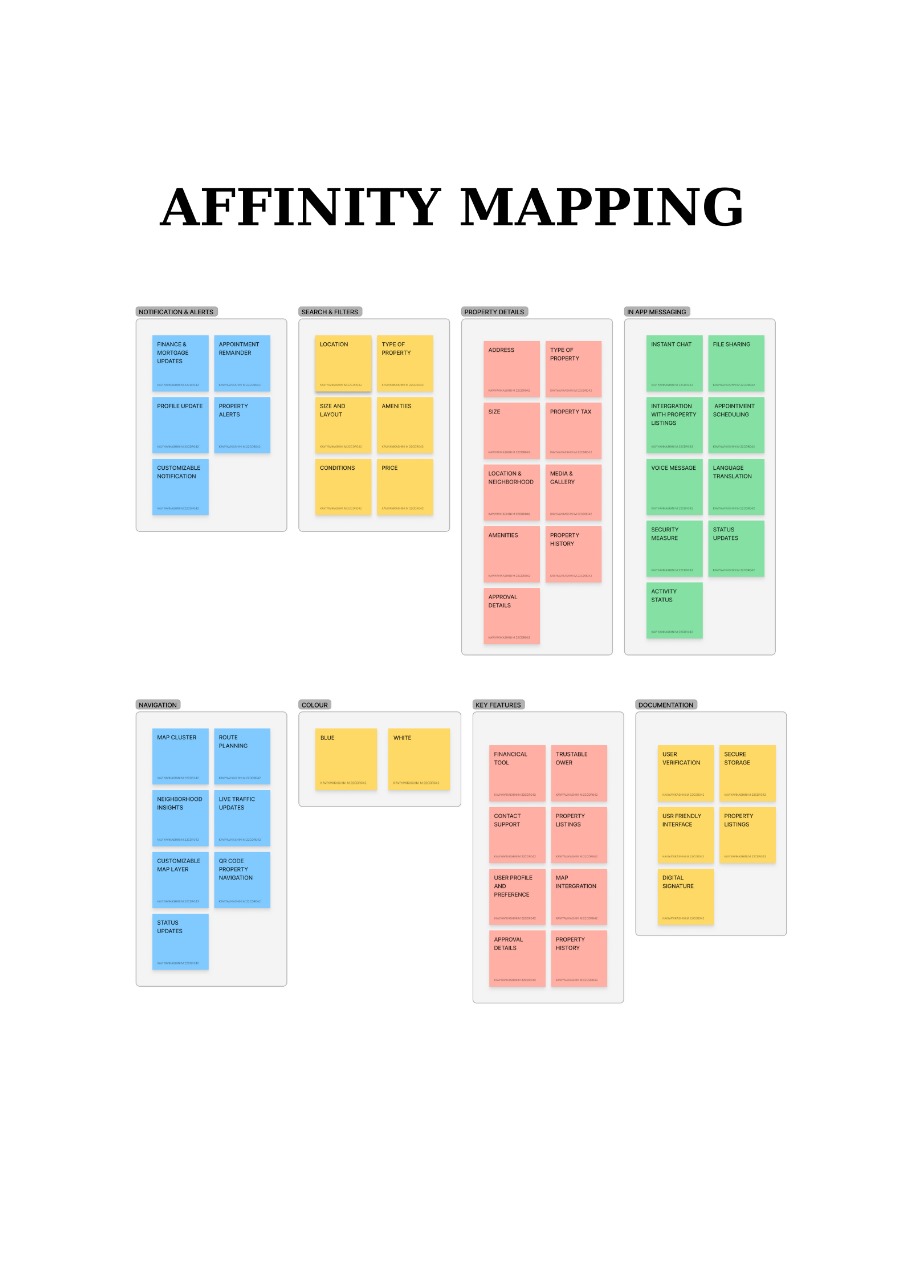 AFFINITY MAPPING
NOTIFICATION & ALERTS
FINANCE &
MORTGAGE
UPDATES
APPOINTMENT
REMAINDER
PROFILE UPDATE
PROPERTY
ALERTS
CUSTOMIZABLE
NOTIFICATION
SEARCH & FILTERS
LOCATION
TYPE OF
PROPERTY
SIZE AND
LAYOUT
AMENITIES
CONDITIONS
PRICE
PROPERTY DETAILS
ADDRESS
TYPE OF
PROPERTY
SIZE
PROPERTY TAX
LOCATION &
NEIGHBORHOOD
MEDIA &
GALLERY
AMENITIES
PROPERTY
HISTORY
APPROVAL
DETAILS
IN APP MESSAGING
INSTANT CHAT
FILE SHARING
INTERGRATION
WITH PROPERTY
LISTINGS
APPOINTMENT
SCHEDULING
VOICE MESSAGE
LANGUAGE
TRANSLATION
SECURITY
MEASURE
STATUS
UPDATES
ACTIVITY
STATUS
NAVIGATION
MAP CLUSTER
ROUTE
PLANNING
NEIGHBORHOOD
INSIGHTS
LIVE TRAFFIC
UPDATES
CUSTOMIZABLE
MAP LAYER
QR CODE
PROPERTY
NAVIGATION
STATUS
UPDATES
COLOUR
BLUE
WHITE
KEY FEATURES
FINANCICAL
TOOL
TRUSTABLE
OWER
CONTACT
SUPPORT
PROPERTY
LISTINGS
USER PROFILE
AND
PREFERENCE
MAP
INTERGRATION
APPROVAL
DETAILS
PROPERTY
HISTORY
DOCUMENTATION
USER
VERIFICATION
SECURE
STORAGE
USR FRIENDLY
INTERFACE
PROPERTY
LISTINGS
DIGITAL
SIGNATURE